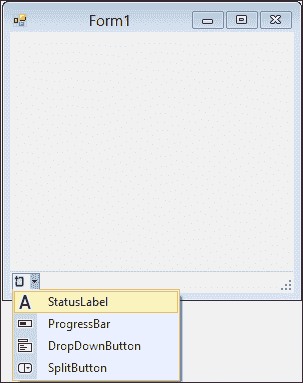 Form1
StatusLabel
ProgressBar
DropDownButton
SplitButton